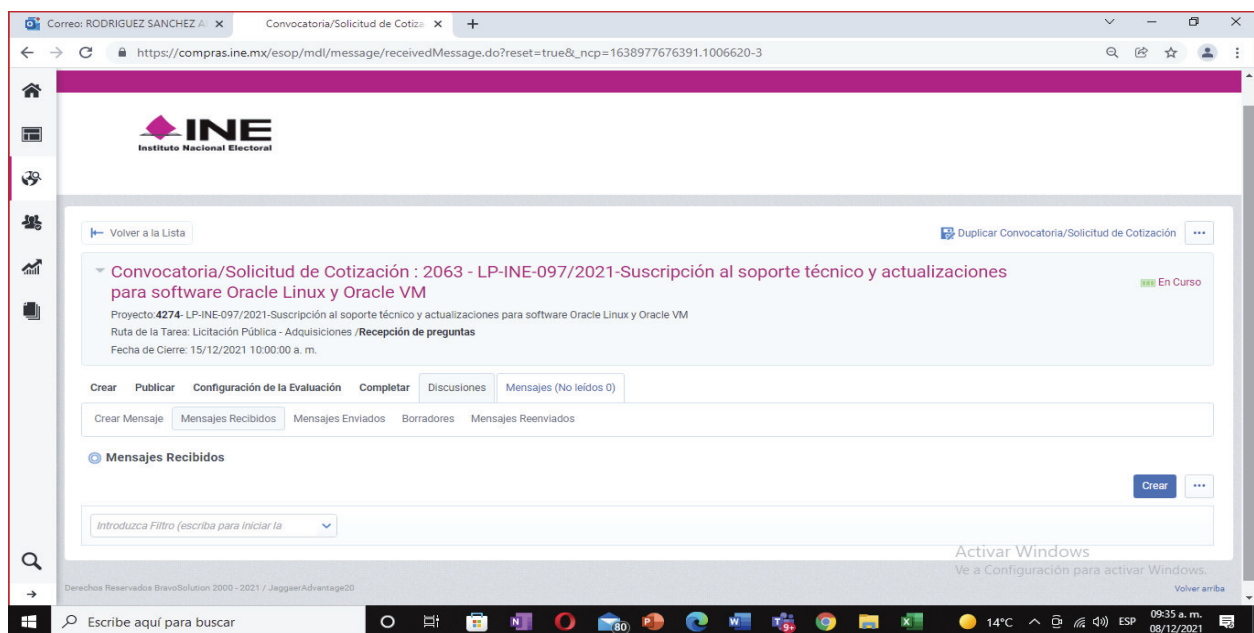 Correo: RODRIGUEZ SANCHEZ A
Convocatoria/Solicitud de Cotiza
https://compras.ine.mx/esop/mdl/message/receivedMessage.do?reset=true&_ncp=1638977676391.1006620-3
INE
Instituto Nacional Electoral
Volver a la Lista
Duplicar Convocatoria/Solicitud de Cotización
Convocatoria/Solicitud de Cotización : 2063 - LP-INE-097/2021-Suscripción al soporte técnico y actualizaciones
para software Oracle Linux y Oracle VM
En Curso
Proyecto:4274- LP-INE-097/2021-Suscripción al soporte técnico y actualizaciones para software Oracle Linux y Oracle VM
Ruta de la Tarea: Licitación Pública - Adquisiciones /Recepción de preguntas
Fecha de Cierre: 15/12/2021 10:00:00 a. m.
Crear Publicar Configuración de la Evaluación Completar Discusiones Mensajes (No leídos 0)
Crear Mensaje Mensajes Recibidos Mensajes Enviados Borradores Mensajes Reenviados
Mensajes Recibidos
Crear
Introduzca Filtro (escriba para iniciar la
Activar Windows
Ve a Configuración para activar Windows.
Derechos Reservados BravoSolution 2000 - 2021 / JaggaerAdvantage20
Volver arriba
Escribe aquí para buscar
80
9+
14°C
ESP
09:35 a. m.
08/12/2021